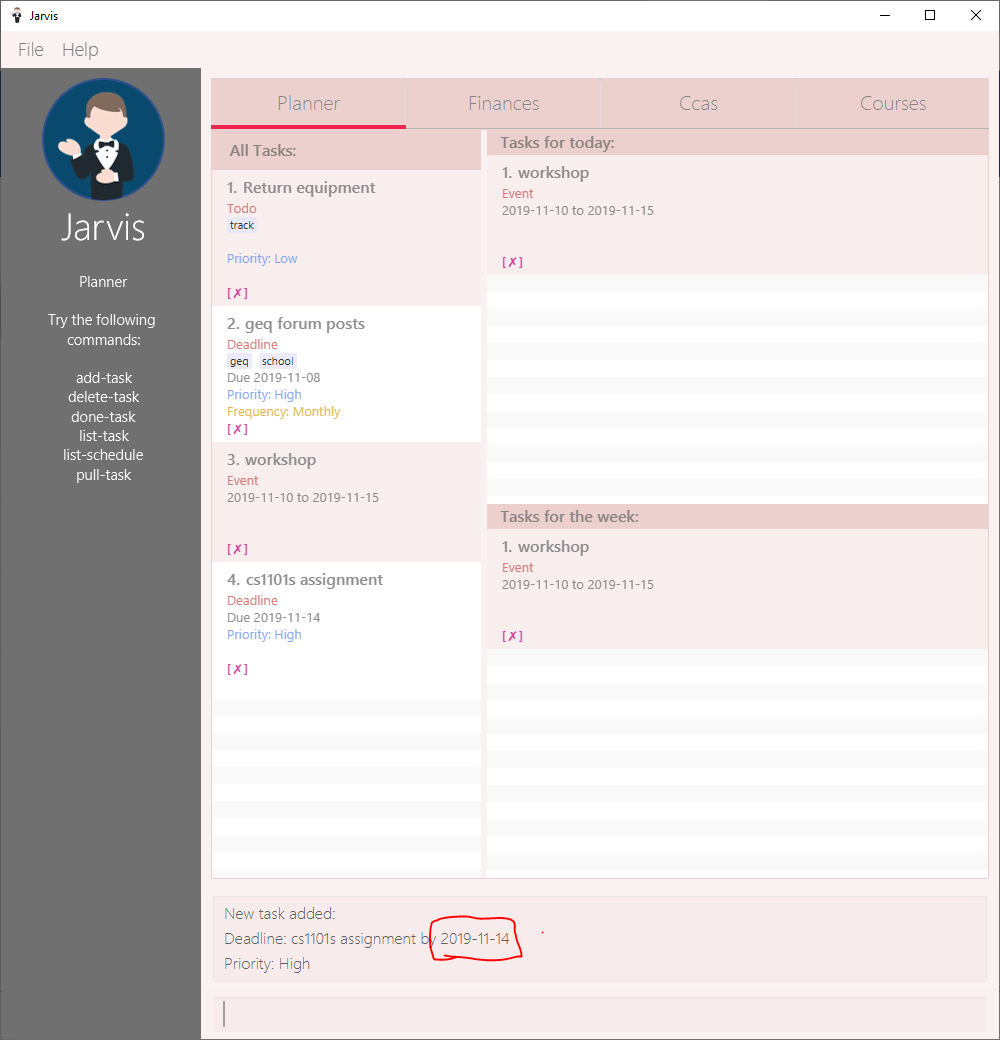 Jarvis
File Help
Jarvis
Planner
Try the following
commands:
add-task
delete-task
done-task
list-task
list-schedule
pull-task
Planner Finances Ccas Courses
All Tasks:
1. Return equipment
Todo
track
Priority: Low
[✗]
2. geq forum posts
Deadline
geq school
Due 2019-11-08
Priority: High
Frequency: Monthly
[✗]
3. workshop
Event
2019-11-10 to 2019-11-15
[✗]
4. cs1101s assignment
Deadline
Due 2019-11-14
Priority: High
[✗]
Tasks for today:
1. workshop
Event
2019-11-10 to 2019-11-15
[✗]
Tasks for the week:
1. workshop
Event
2019-11-10 to 2019-11-15
[✗]
New task added:
Deadline: cs1101s assignment by 2019-11-14
Priority: High